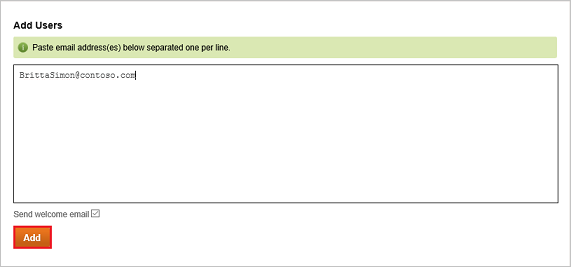 Add Users
Paste email address(es) below separated one per line.
BrittaSimon@contoso.com
Send welcome email
Add